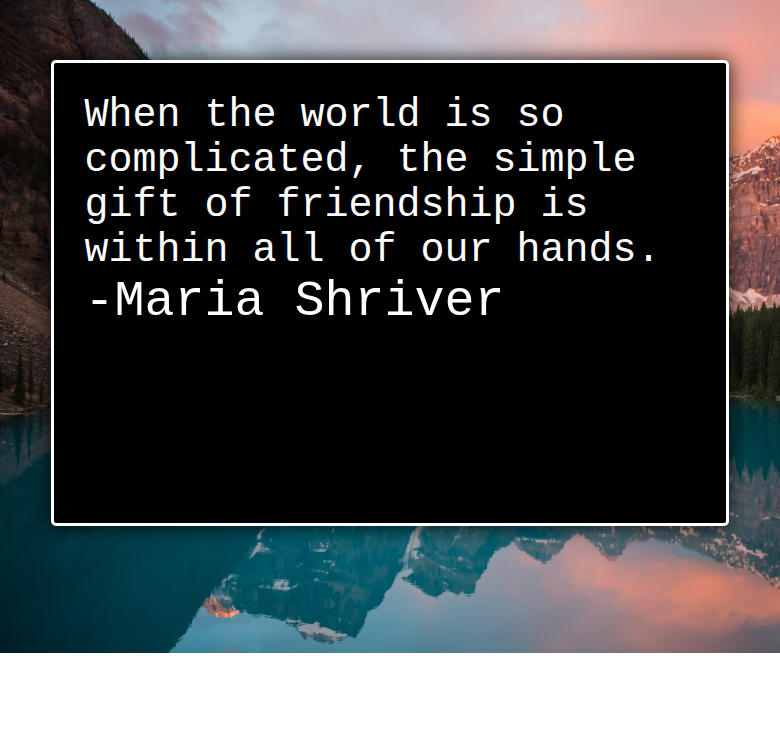 When the world is so
complicated, the simple
gift of friendship is
within all of our hands.
-Maria Shriver